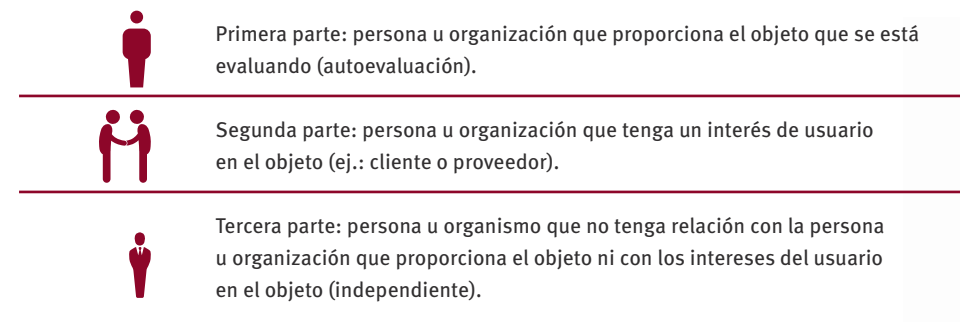 Primera parte: persona u organización que proporciona el objeto que se está
evaluando (autoevaluación).
Segunda parte: persona u organización que tenga un interés de usuario
en el objeto (ej.: cliente o proveedor).
Tercera parte: persona u organismo que no tenga relación con la persona
u organización que proporciona el objeto ni con los intereses del usuario
en el objeto (independiente).